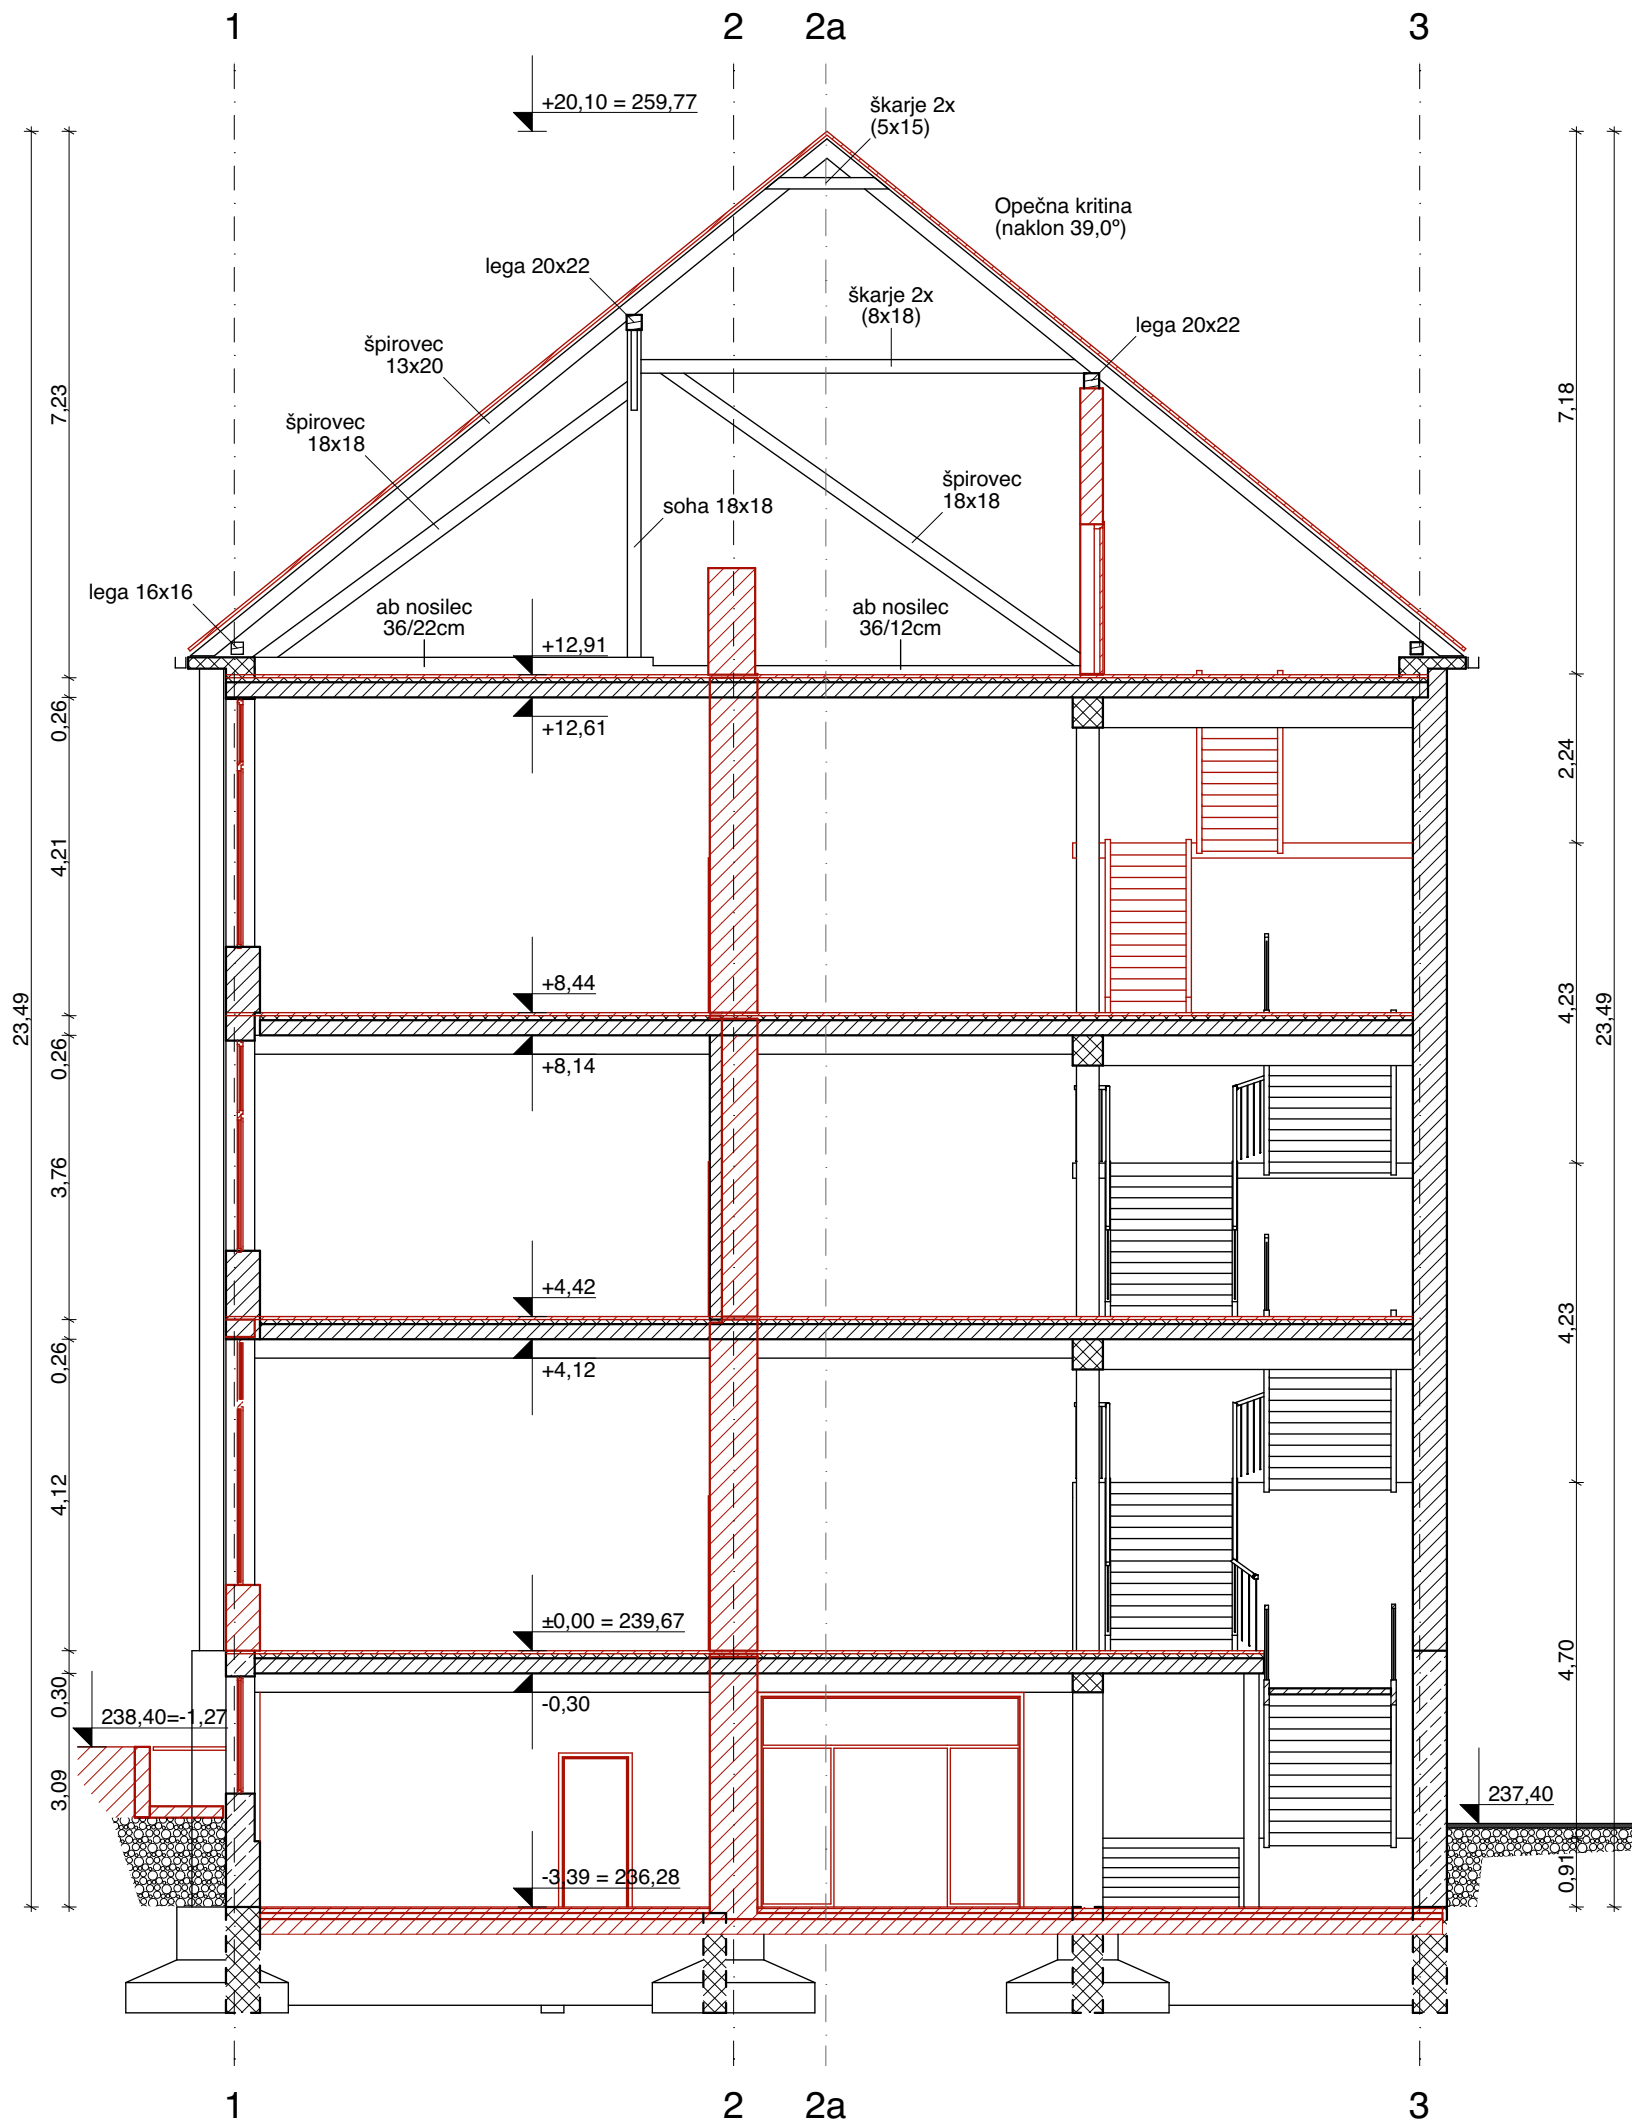 1
2
2a
3
+20,10 = 259,77
škarje 2x
(5x15)
Opečna kritina
(naklon 39,0º)
lega 20x22
škarje 2x
(8x18)
lega 20x22
špirovec
13x20
7,23
7,18
špirovec
18x18
soha 18x18
špirovec
18x18
lega 16x16
ab nosilec
36/22cm
ab nosilec
36/12cm
+12,91
0,26
+12,61
2,24
4,21
+8,44
23,49
4,23
23,49
0,26
+8,14
3,76
+4,42
4,23
0,26
+4,12
4,12
±0,00 = 239,67
4,70
0,30
-0,30
238,40=-1,27
3,09
237,40
-3,39 = 236,28
0,91
1
2
2a
3